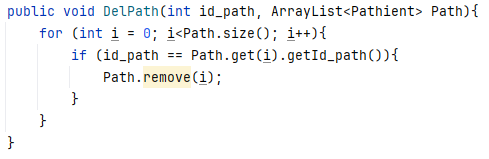 public void DelPath(int id_path, ArrayList<Pathient> Path){
    for (int i = 0; i<Path.size(); i++){
        if (id_path == Path.get(i).getId_path()){
            Path.remove(i);
        }
    }
}